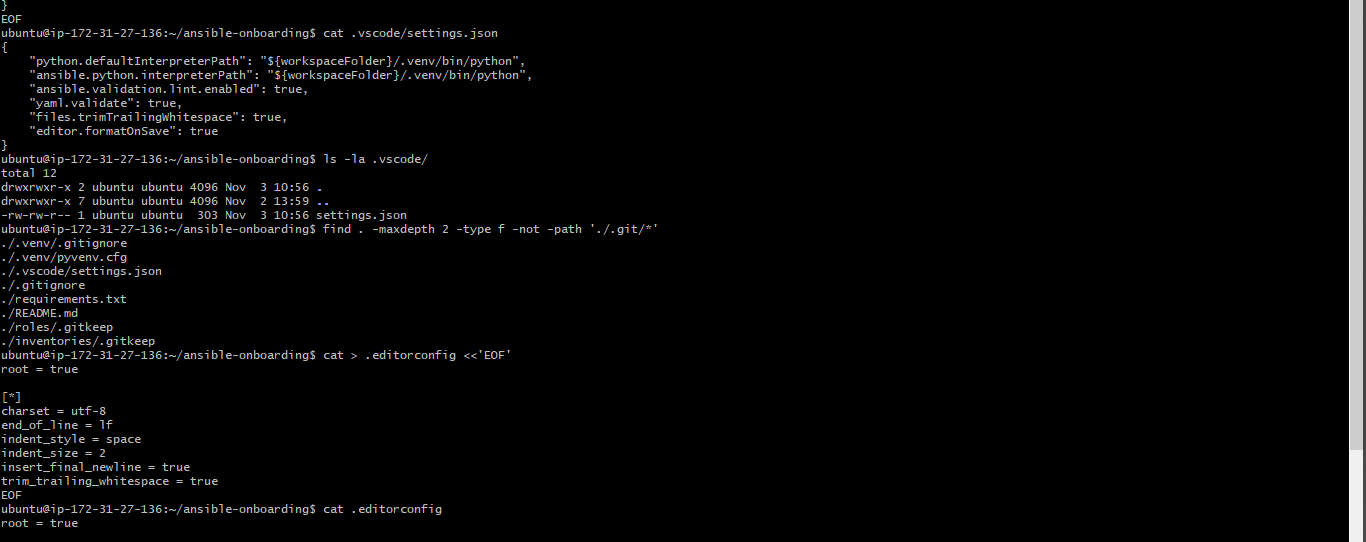 }
EOF
ubuntu@ip-172-31-27-136:~/ansible-onboarding$ cat .vscode/settings.json
{
    "python.defaultInterpreterPath": "${workspaceFolder}/.venv/bin/python",
    "ansible.python.interpreterPath": "${workspaceFolder}/.venv/bin/python",
    "ansible.validation.lint.enabled": true,
    "yaml.validate": true,
    "files.trimTrailingWhitespace": true,
    "editor.formatOnSave": true
}
ubuntu@ip-172-31-27-136:~/ansible-onboarding$ ls -la .vscode/
total 12
drwxrwxr-x 2 ubuntu ubuntu 4096 Nov  3 10:56 .
drwxrwxr-x 7 ubuntu ubuntu 4096 Nov  2 13:59 ..
-rw-rw-r-- 1 ubuntu ubuntu  303 Nov  3 10:56 settings.json
ubuntu@ip-172-31-27-136:~/ansible-onboarding$ find . -maxdepth 2 -type f -not -path './.git/*'
./.venv/.gitignore
./.venv/pyvenv.cfg
./.vscode/settings.json
./.gitignore
./requirements.txt
./README.md
./roles/.gitkeep
./inventories/.gitkeep
ubuntu@ip-172-31-27-136:~/ansible-onboarding$ cat > .editorconfig <<'EOF'
root = true

[*]
charset = utf-8
end_of_line = lf
indent_style = space
indent_size = 2
insert_final_newline = true
trim_trailing_whitespace = true
EOF
ubuntu@ip-172-31-27-136:~/ansible-onboarding$ cat .editorconfig
root = true